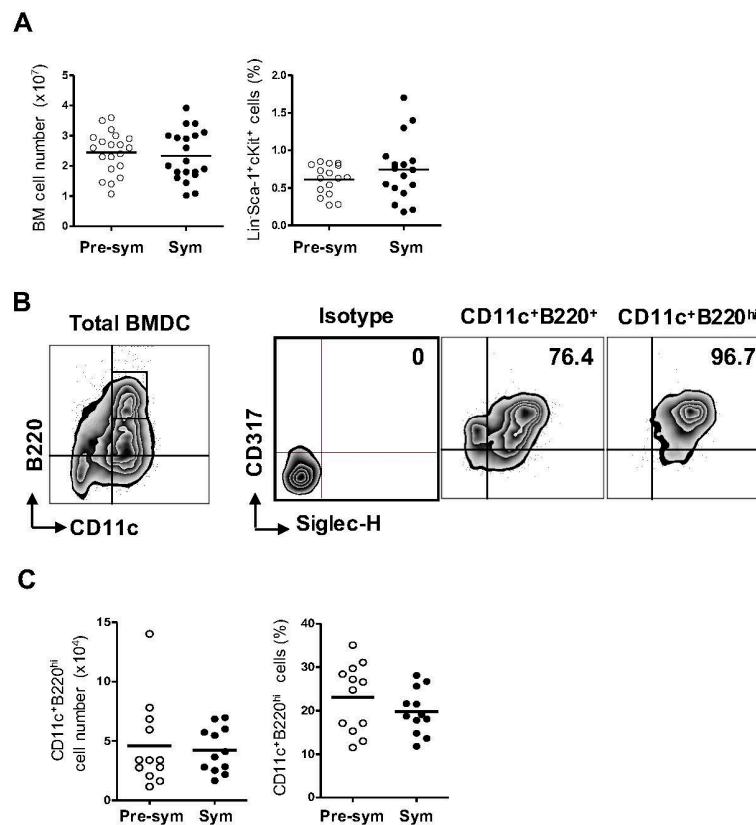 A
BM cell number (x10⁷)
5
4
3
2
1
0
Pre-sym Sym
Lin⁻Sca-1⁺cKit⁺ cells (%)
2.0
1.5
1.0
0.5
0.0
Pre-sym Sym
B
Total BMDC
B220
CD11c
Isotype CD11c⁺B220⁺ CD11c⁺B220ʰⁱ
0 76.4 96.7
CD317
Siglec-H
C
CD11c⁺B220ʰⁱ
cell number (x10⁴)
15
10
5
0
Pre-sym Sym
CD11c⁺B220ʰⁱ cells (%)
40
30
20
10
0
Pre-sym Sym